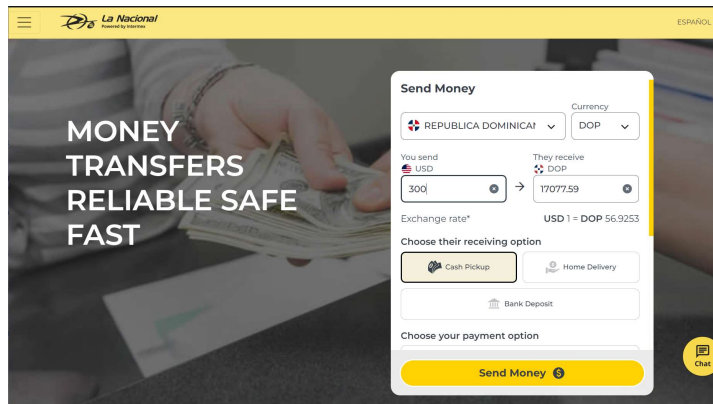 La Nacional
Powered by Intermex
ESPAÑOL
MONEY
TRANSFERS
RELIABLE SAFE
FAST
Send Money
Currency
REPUBLICA DOMINICAN
DOP
You send
USD
They receive
DOP
300
→
17077.59
Exchange rate*
USD 1 = DOP 56.9253
Choose their receiving option
Cash Pickup
Home Delivery
Bank Deposit
Choose your payment option
Send Money
Chat